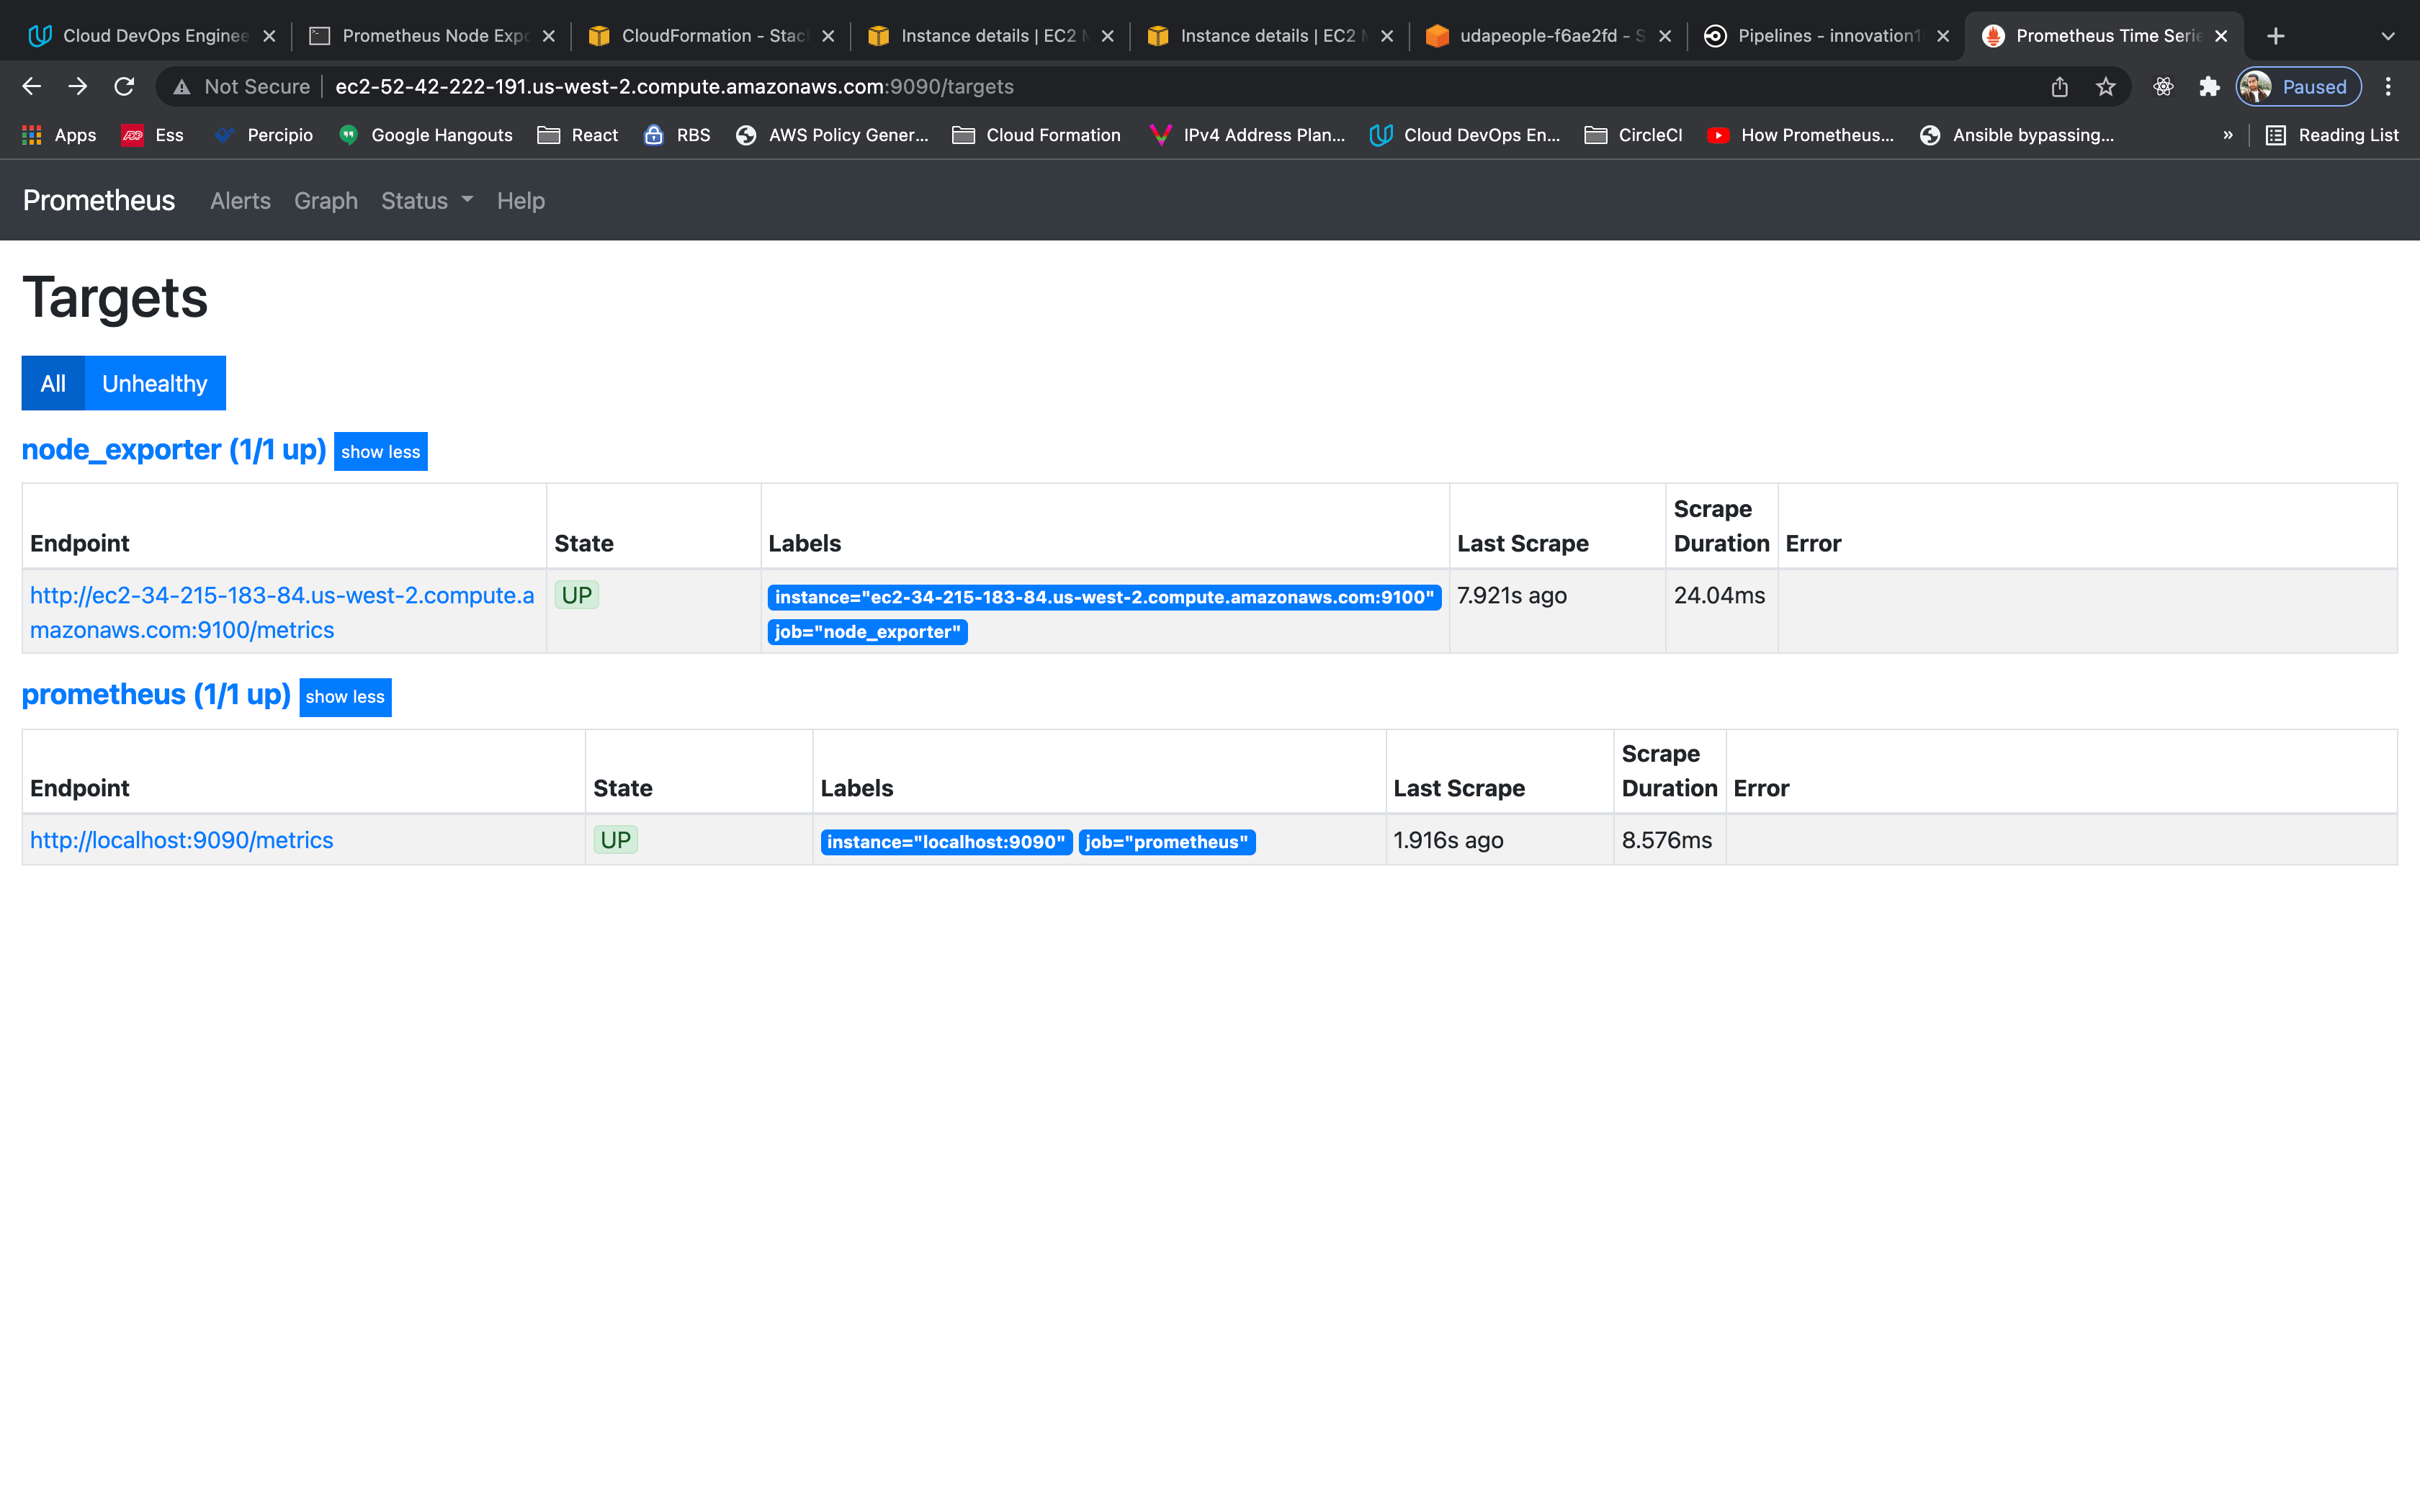 Cloud DevOps Enginee
Prometheus Node Expo
CloudFormation - Stac
Instance details | EC2 M
Instance details | EC2 M
udapeople-f6ae2fd - S
Pipelines - innovation1
Prometheus Time Serie
Not Secure
ec2-52-42-222-191.us-west-2.compute.amazonaws.com:9090/targets
Paused
Apps
ADP
Ess
Percipio
Google Hangouts
React
RBS
AWS Policy Gener...
Cloud Formation
IPv4 Address Plan...
Cloud DevOps En...
CircleCI
How Prometheus...
Ansible bypassing...
»
Reading List
Prometheus
Alerts
Graph
Status
Help
Targets
All
Unhealthy
node_exporter (1/1 up) show less
Endpoint State Labels Last Scrape Scrape Duration Error
http://ec2-34-215-183-84.us-west-2.compute.a
mazonaws.com:9100/metrics
UP
instance="ec2-34-215-183-84.us-west-2.compute.amazonaws.com:9100"
job="node_exporter"
7.921s ago
24.04ms
prometheus (1/1 up) show less
Endpoint State Labels Last Scrape Scrape Duration Error
http://localhost:9090/metrics
UP
instance="localhost:9090" job="prometheus"
1.916s ago
8.576ms